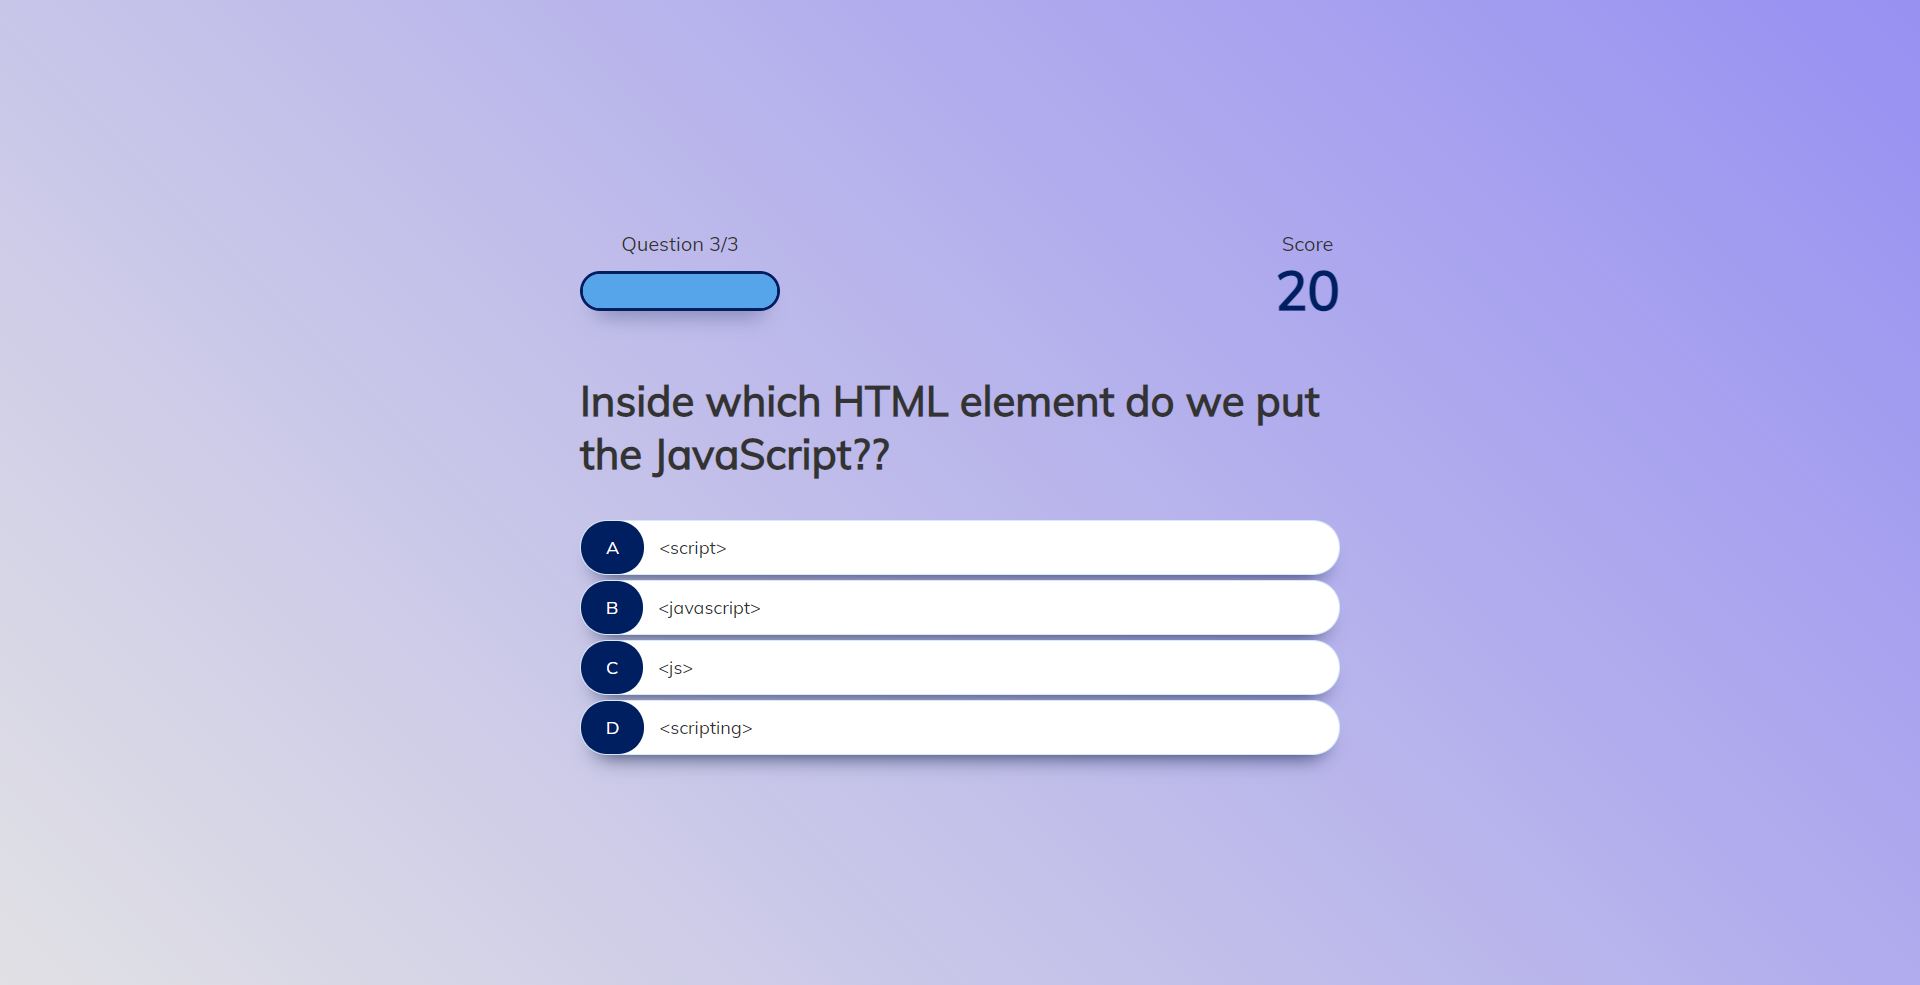 Question 3/3
Score
20
Inside which HTML element do we put
the JavaScript??
A <script>
B <javascript>
C <js>
D <scripting>